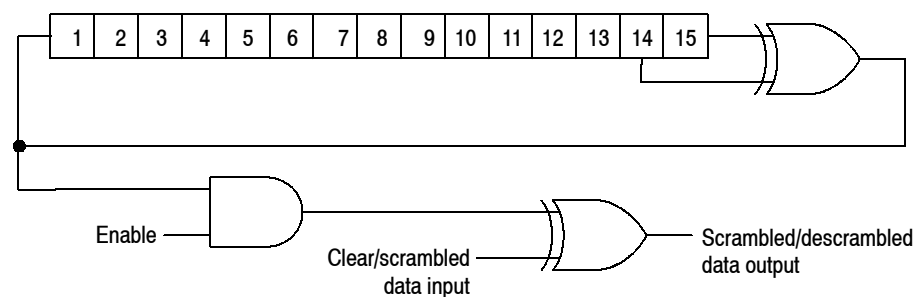 1 2 3 4 5 6 7 8 9 10 11 12 13 14 15
Enable
Clear/scrambled
data input
Scrambled/descrambled
data output